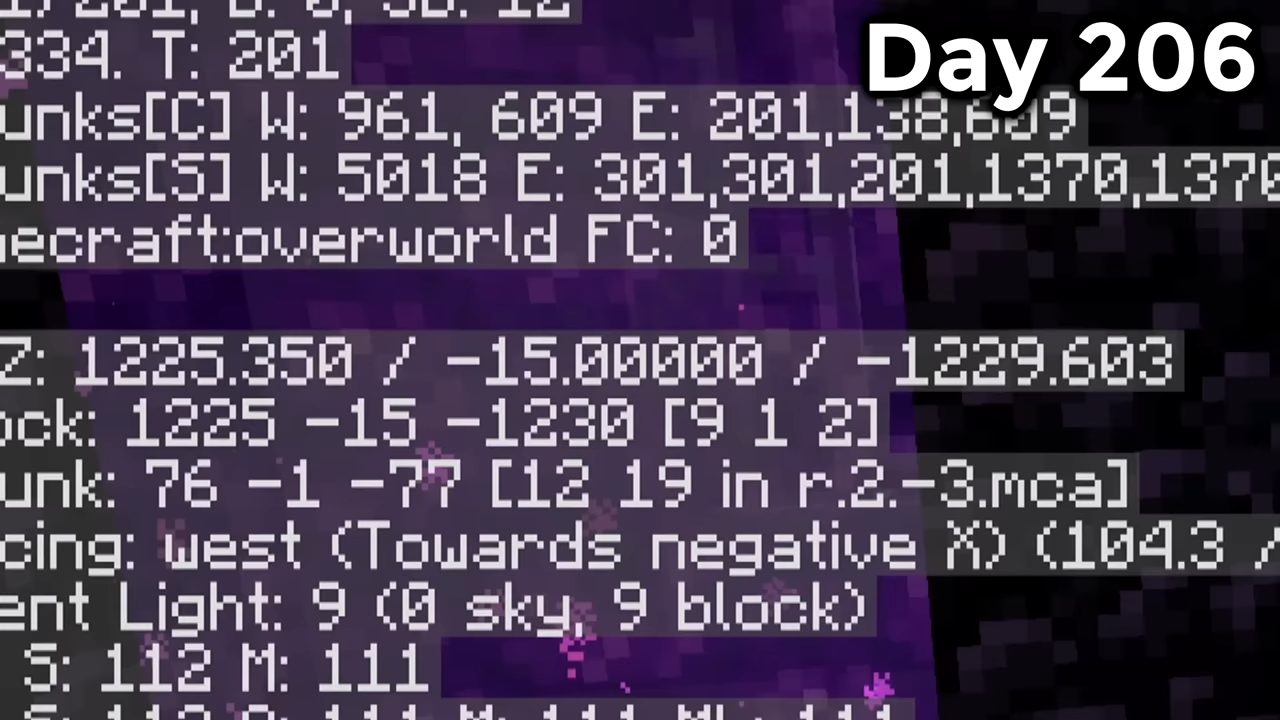 Day 206
334. T: 201
unks[C] W: 961, 609 E: 201,138,609
unks[S] W: 5018 E: 301,301,201,1370,1370
necraft:overworld FC: 0
Z: 1225.350 / -15.00000 / -1229.603
ock: 1225 -15 -1230 [9 1 2]
unk: 76 -1 -77 [12 19 in r.2.-3.mca]
cing: west (Towards negative X) (104.3 /
ent Light: 9 (0 sky, 9 block)
S: 112 M: 111